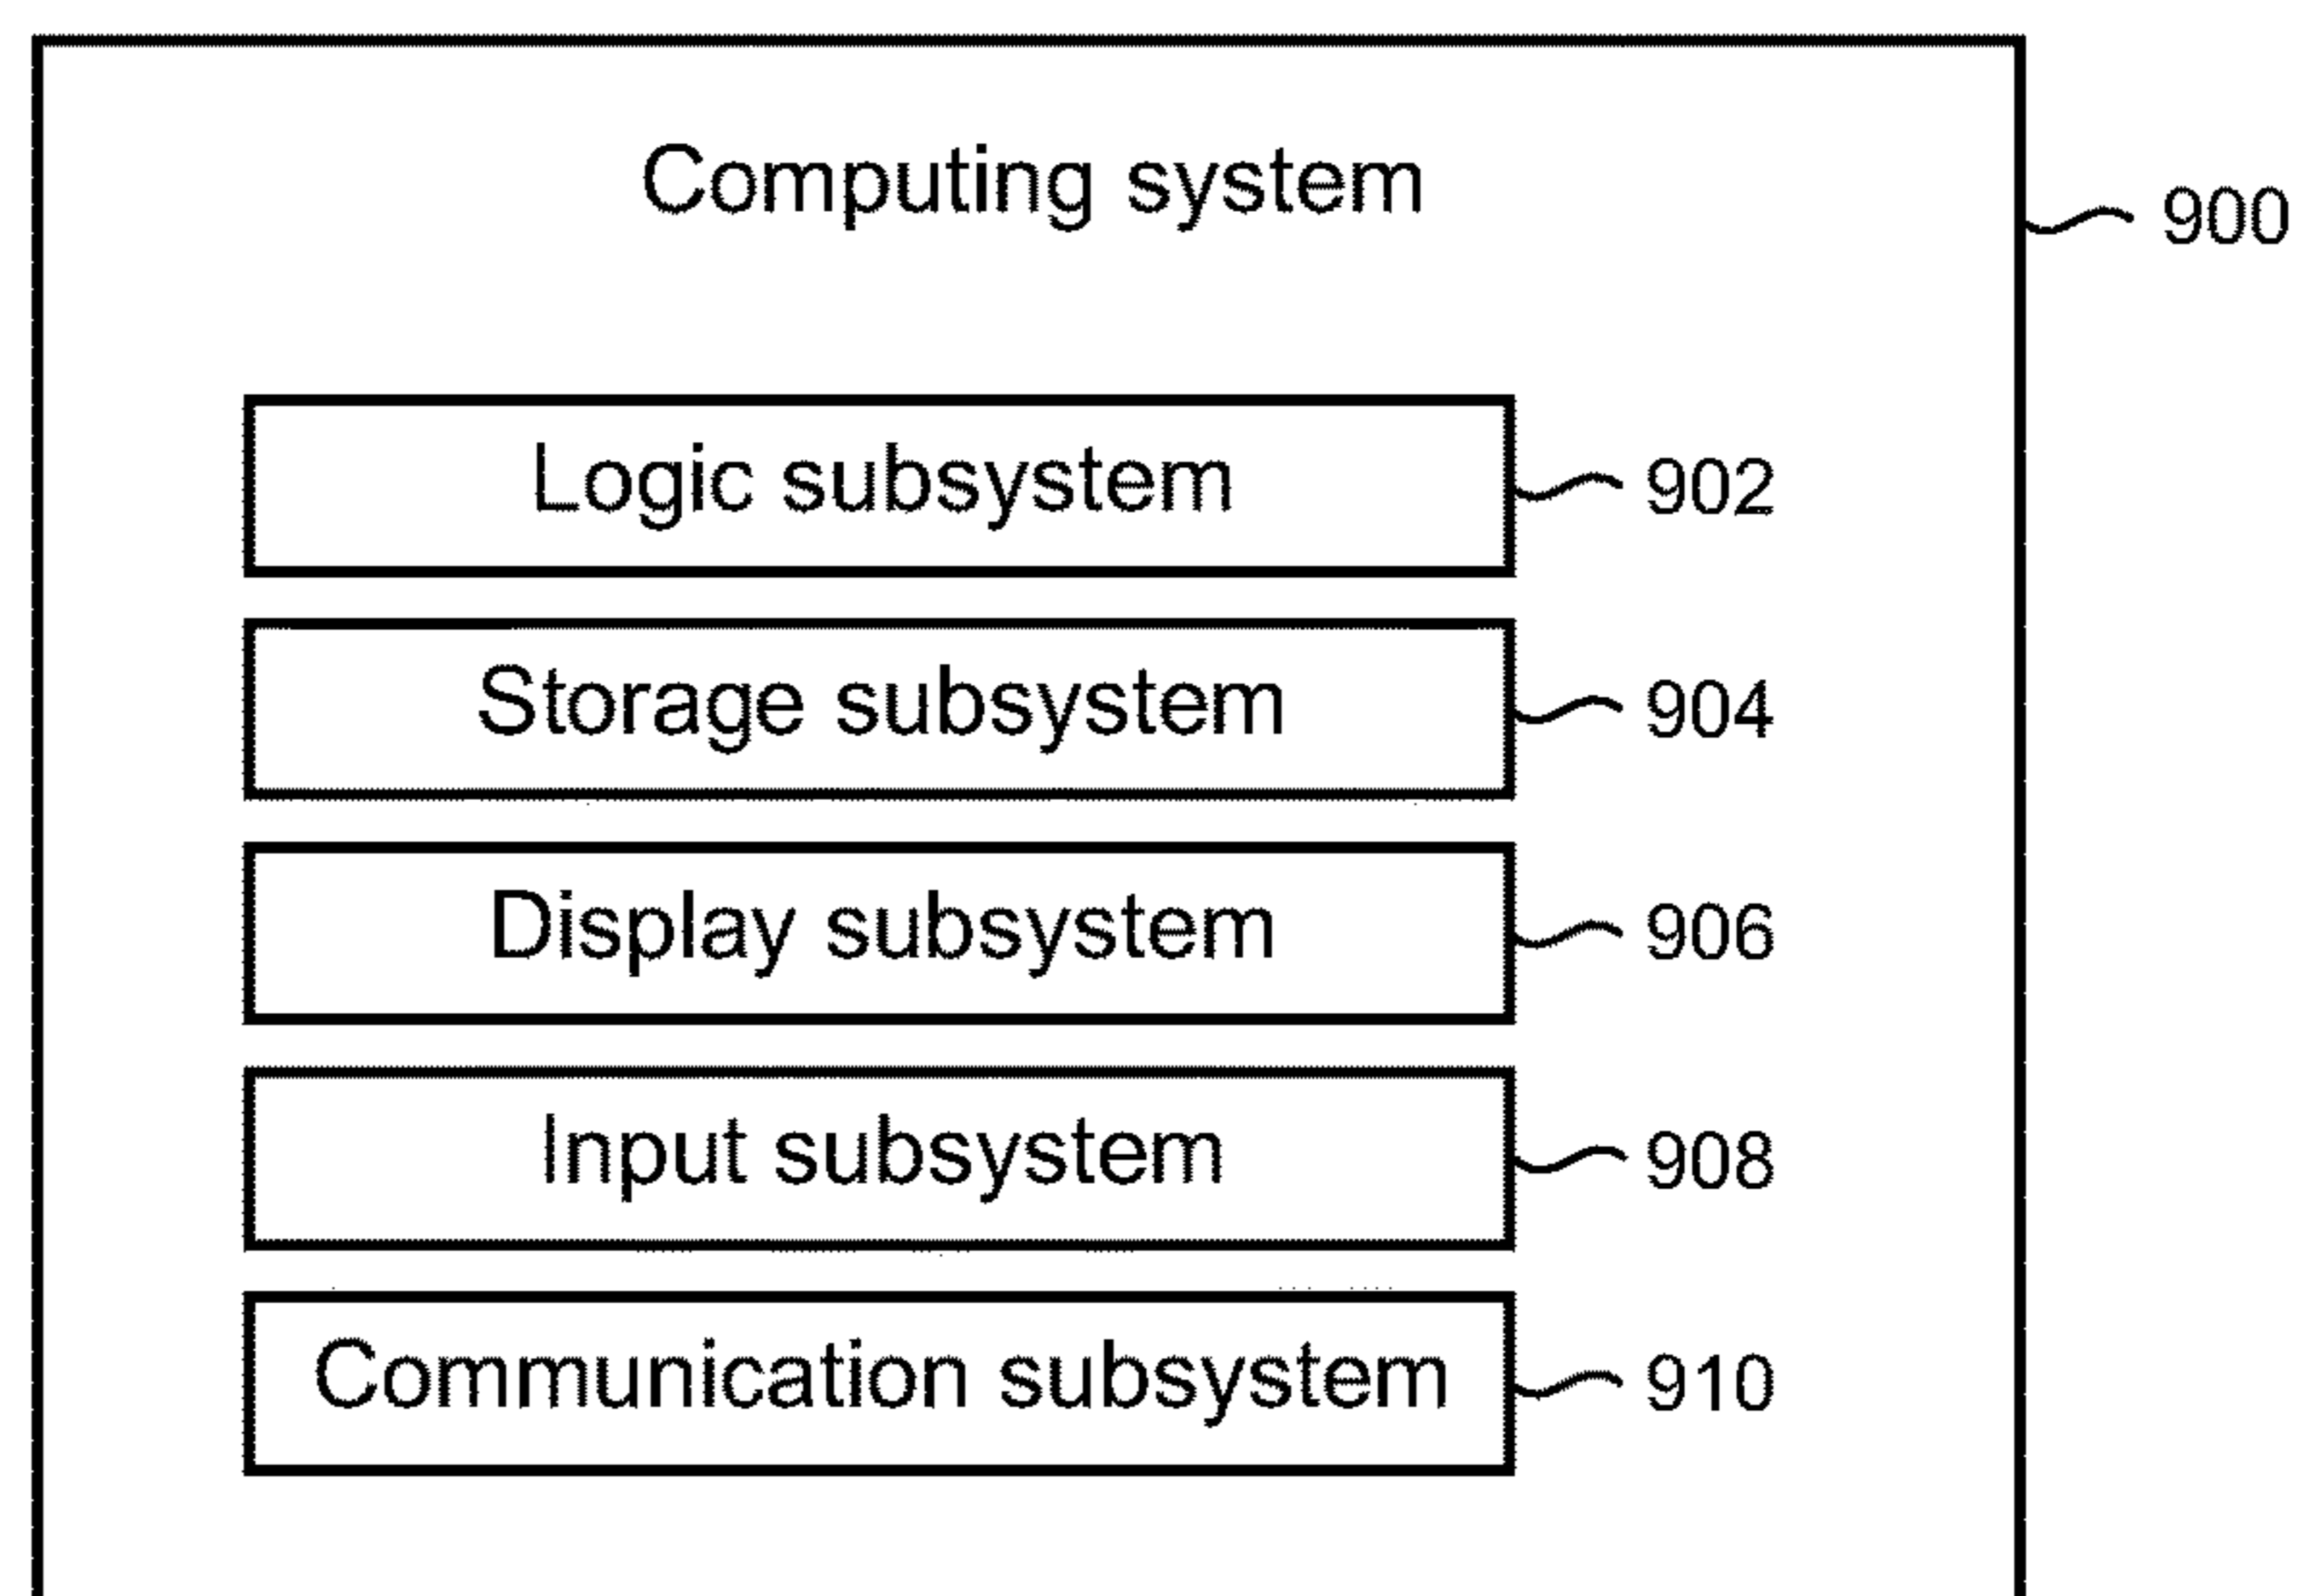 Computing system
900
Logic subsystem
902
Storage subsystem
904
Display subsystem
906
Input subsystem
908
Communication subsystem
910